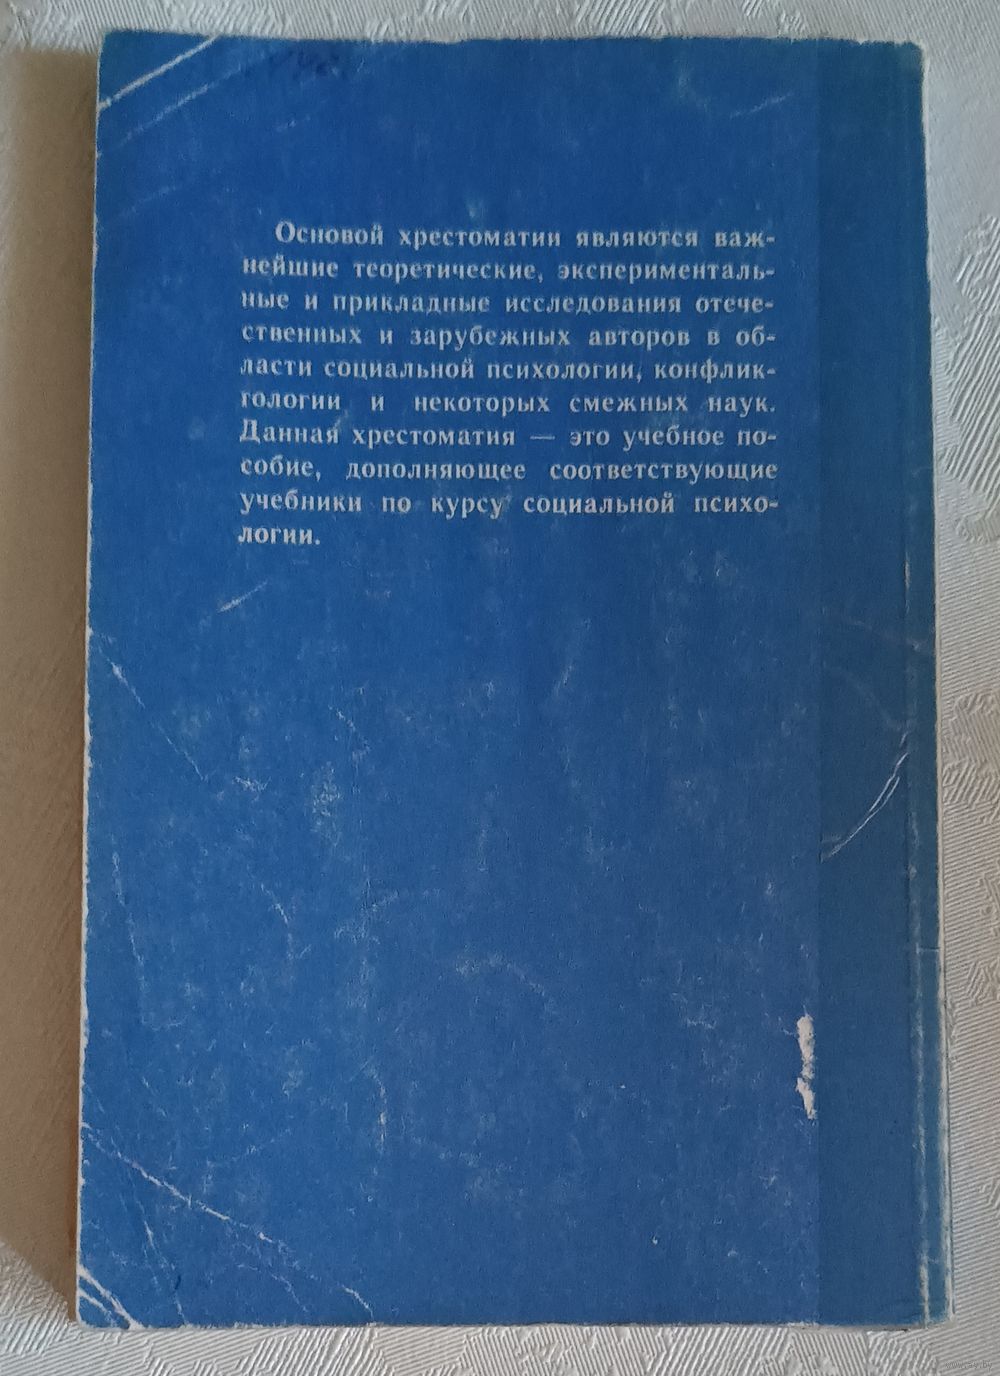 Основой хрестоматии являются важ-
нейшие теоретические, эксперименталь-
ные и прикладные исследования отече-
ственных и зарубежных авторов в об-
ласти социальной психологии, конфлик-
тологии и некоторых смежных наук.
Данная хрестоматия — это учебное по-
собие, дополняющее соответствующие
учебники по курсу социальной психо-
логии.